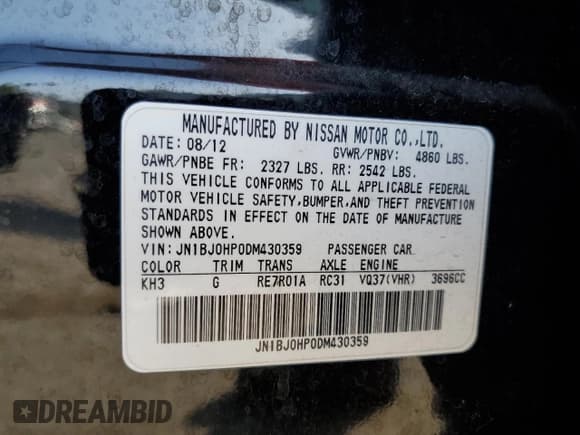 MANUFACTURED BY NISSAN MOTOR CO.,LTD.
DATE: 08/12 GVWR/PNBV: 4860 LBS.
GAWR/PNBE FR: 2327 LBS. RR: 2542 LBS.
THIS VEHICLE CONFORMS TO ALL APPLICABLE FEDERAL
MOTOR VEHICLE SAFETY,BUMPER,AND THEFT PREVENTION
STANDARDS IN EFFECT ON THE DATE OF MANUFACTURE
SHOWN ABOVE.
VIN: JN1BJ0HP0DM430359 PASSENGER CAR
COLOR TRIM TRANS AXLE ENGINE
KH3 G RE7R01A RC31 VQ37(VHR) 3696CC
JN1BJ0HP0DM430359
DREAMBID